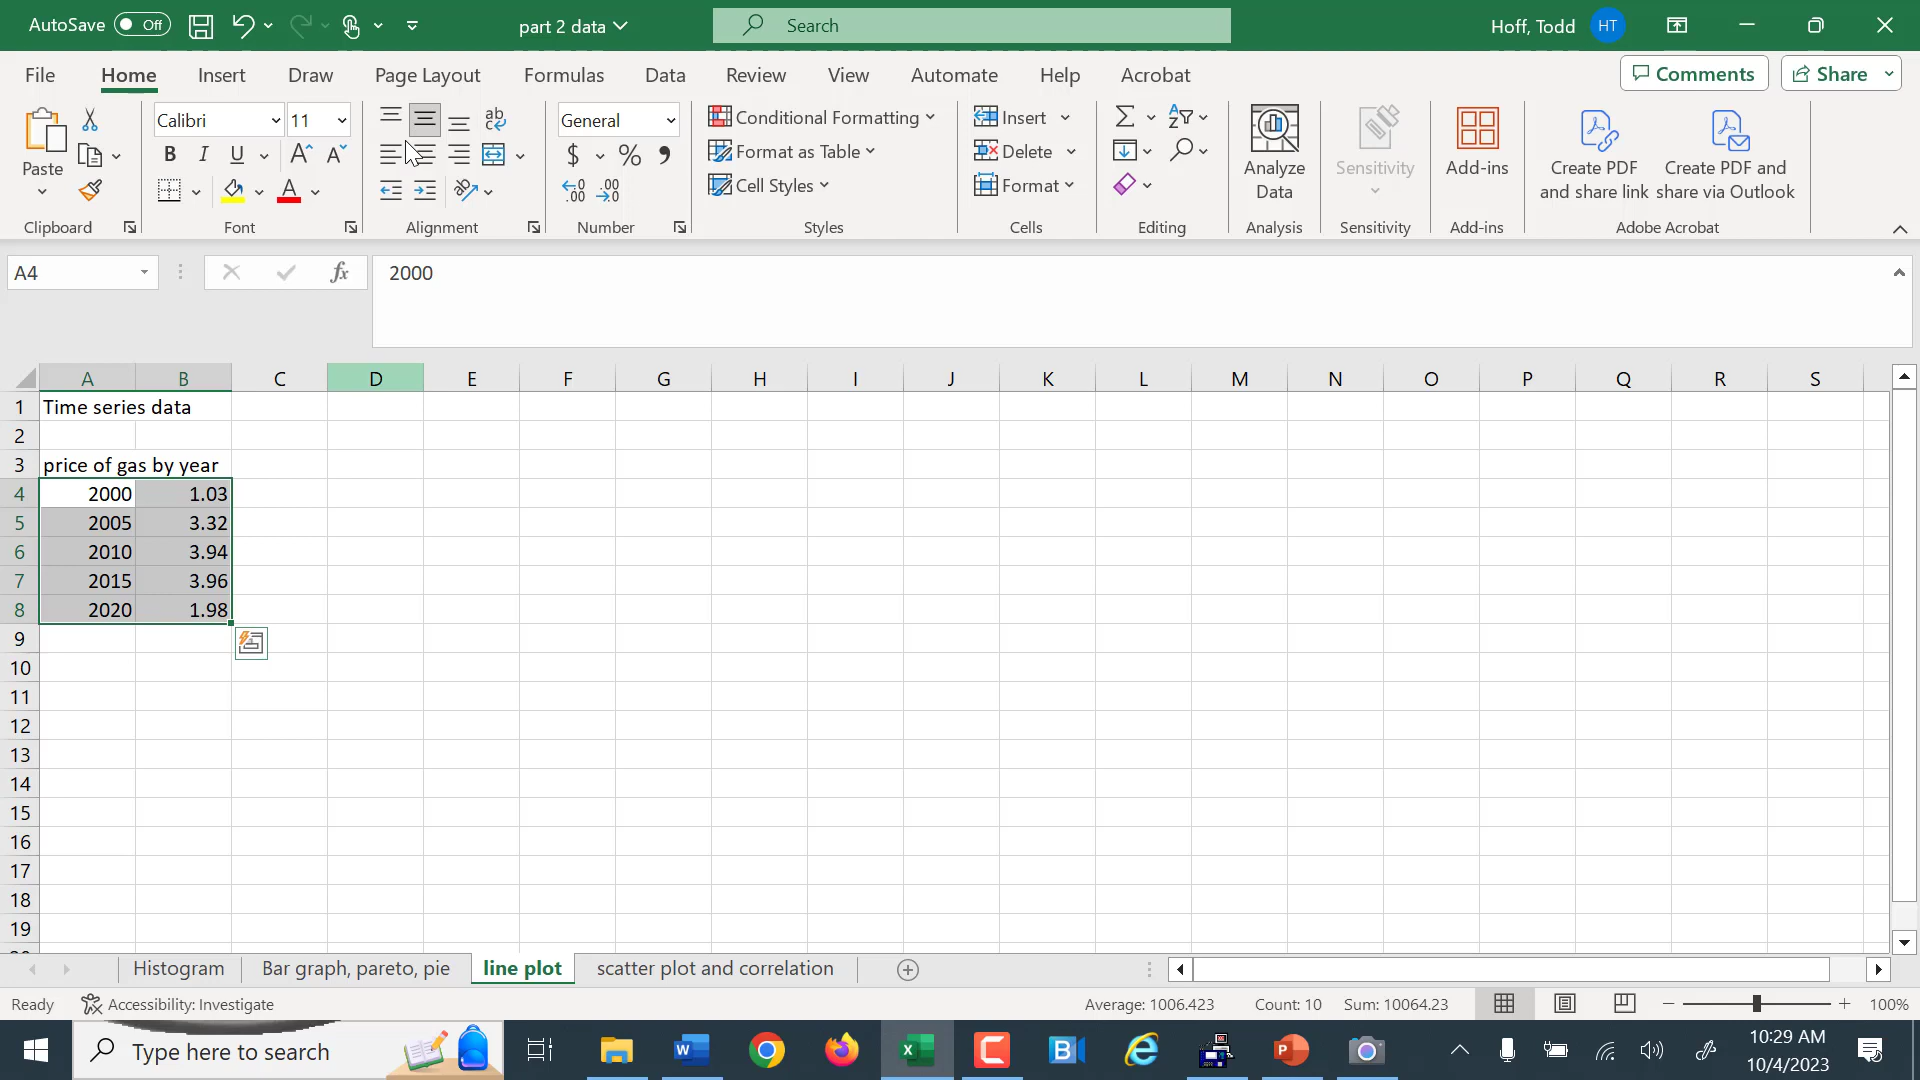 AutoSave Off
part 2 data
Search
Hoff, Todd HT
File Home Insert Draw Page Layout Formulas Data Review View Automate Help Acrobat
Comments Share
Paste
Calibri 11
B I U A A
A
ab
General
$ % 9
.00
.00
Conditional Formatting
Format as Table
Cell Styles
Insert
Delete
Format
Analyze
Data
Sensitivity
Add-ins
Create PDF
and share link
Create PDF and
share via Outlook
Clipboard Font Alignment Number Styles Cells Editing Analysis Sensitivity Add-ins Adobe Acrobat
A4 fx 2000
A B C D E F G H I J K L M N O P Q R S
1 Time series data
2
3 price of gas by year
4 2000 1.03
5 2005 3.32
6 2010 3.94
7 2015 3.96
8 2020 1.98
9
10
11
12
13
14
15
16
17
18
19
Histogram Bar graph, pareto, pie line plot scatter plot and correlation
Ready Accessibility: Investigate Average: 1006.423 Count: 10 Sum: 10064.23 100%
Type here to search
10:29 AM
10/4/2023